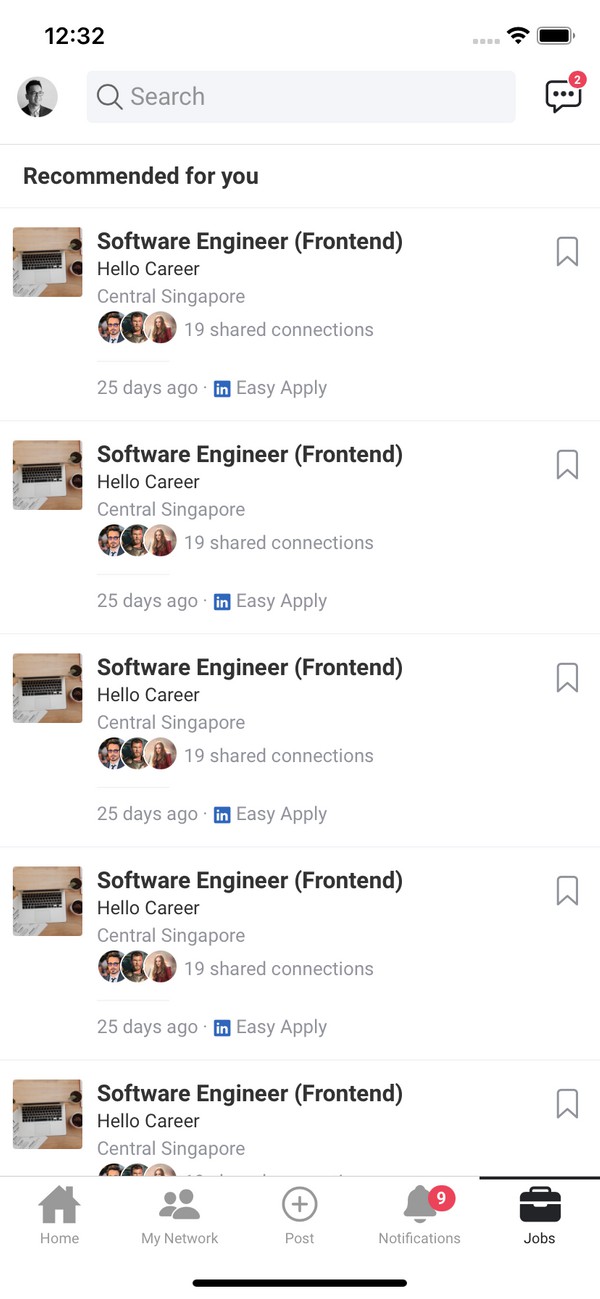 12:32
Search
2
Recommended for you
Software Engineer (Frontend)
Hello Career
Central Singapore
19 shared connections
25 days ago · in Easy Apply
Software Engineer (Frontend)
Hello Career
Central Singapore
19 shared connections
25 days ago · in Easy Apply
Software Engineer (Frontend)
Hello Career
Central Singapore
19 shared connections
25 days ago · in Easy Apply
Software Engineer (Frontend)
Hello Career
Central Singapore
19 shared connections
25 days ago · in Easy Apply
Software Engineer (Frontend)
Hello Career
Central Singapore
9
Home My Network Post Notifications Jobs